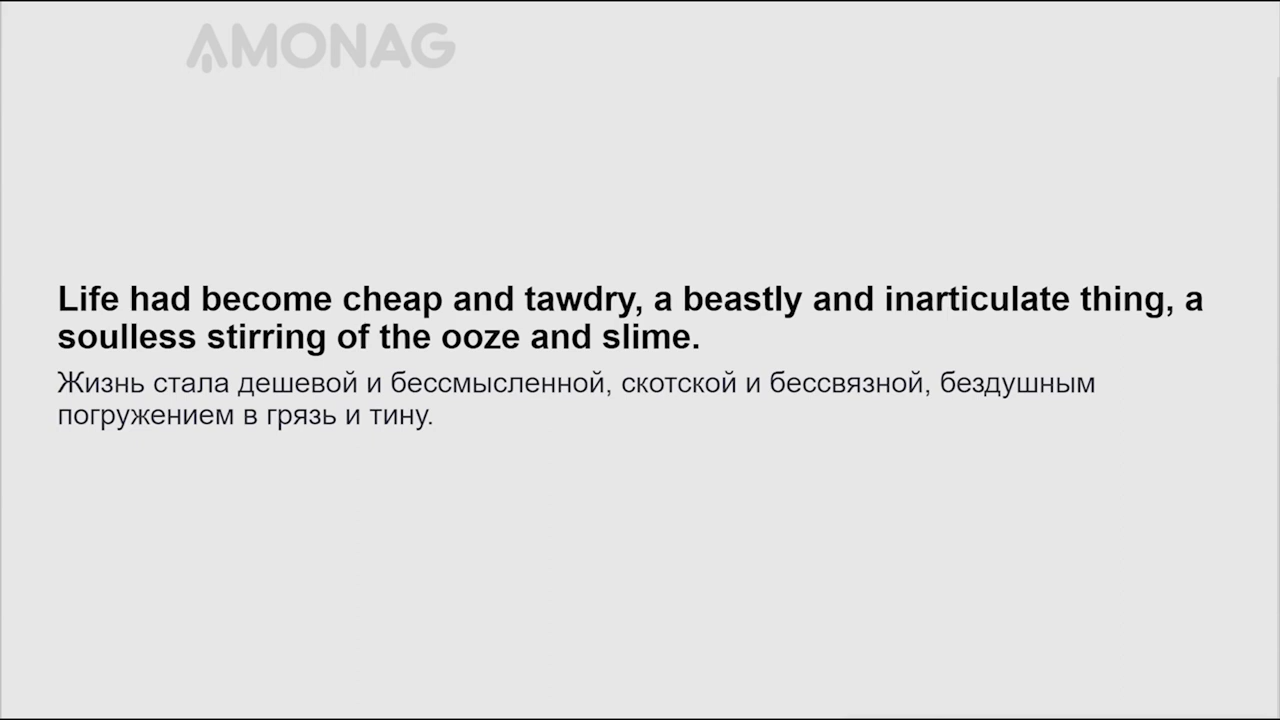 AMONAG
Life had become cheap and tawdry, a beastly and inarticulate thing, a
soulless stirring of the ooze and slime.
Жизнь стала дешевой и бессмысленной, скотской и бессвязной, бездушным
погружением в грязь и тину.